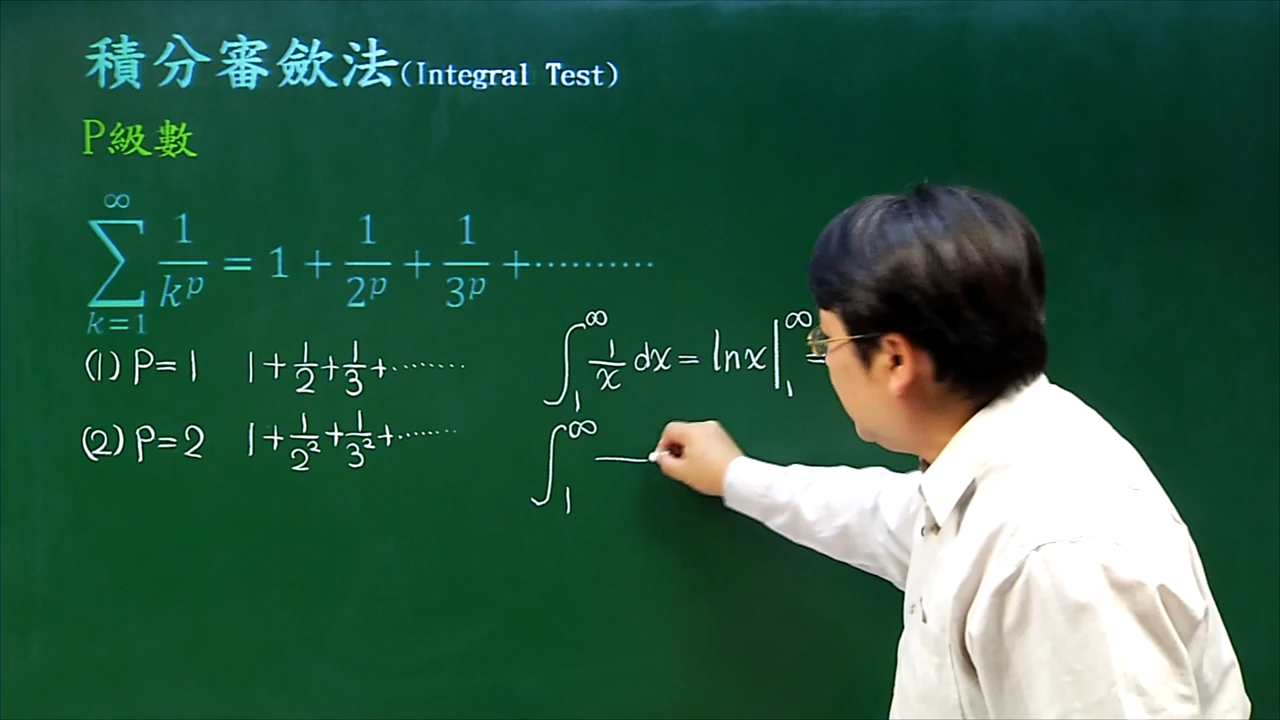 積分審斂法(Integral Test)
P級數
∑_{k=1}^{∞} 1/k^p = 1 + 1/2^p + 1/3^p + ··········
(1) P=1 1+1/2+1/3+········ ∫_1^∞ 1/x dx = lnx|_1^∞ =
(2) P=2 1+1/2²+1/3²+······· ∫_1^∞ —